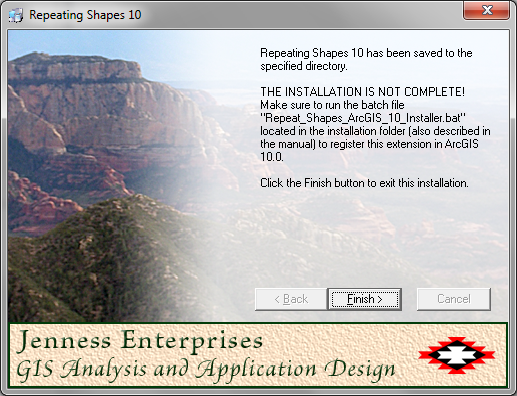 Repeating Shapes 10
Repeating Shapes 10 has been saved to the
specified directory.
THE INSTALLATION IS NOT COMPLETE!
Make sure to run the batch file
"Repeat_Shapes_ArcGIS_10_Installer.bat"
located in the installation folder (also described in
the manual) to register this extension in ArcGIS
10.0.
Click the Finish button to exit this installation.
< Back
Finish >
Cancel
Jenness Enterprises
GIS Analysis and Application Design